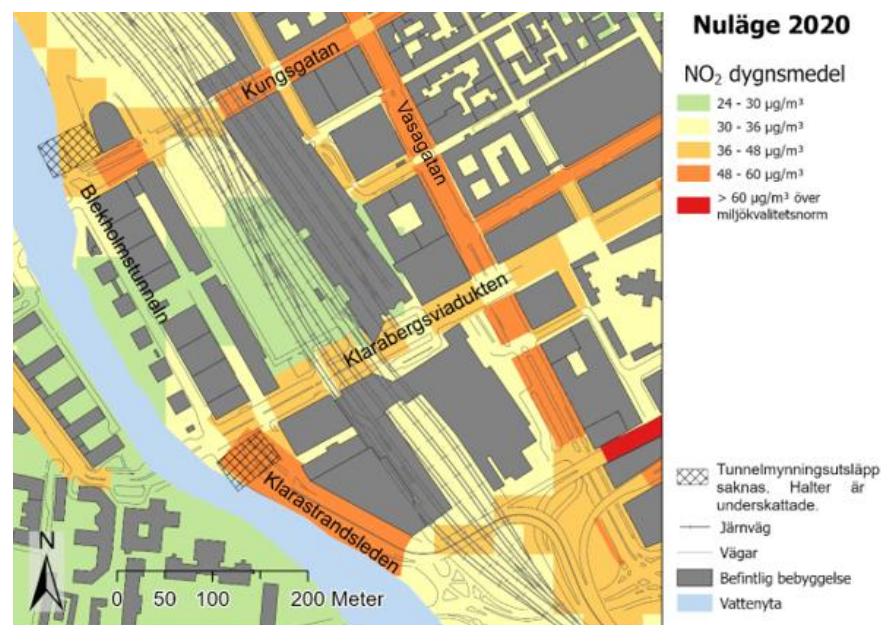 Nuläge 2020
NO₂ dygnsmedel
24 - 30 µg/m³
30 - 36 µg/m³
36 - 48 µg/m³
48 - 60 µg/m³
> 60 µg/m³ över
miljökvalitetsnorm
Kungsgatan
Vasagatan
Blekholmstunneln
Klarabergsviadukten
Klarastrandsleden
N
0 50 100 200 Meter
Tunnelmynningsutsläpp
saknas. Halter är
underskattade.
Järnväg
Vägar
Befintlig bebyggelse
Vattenyta